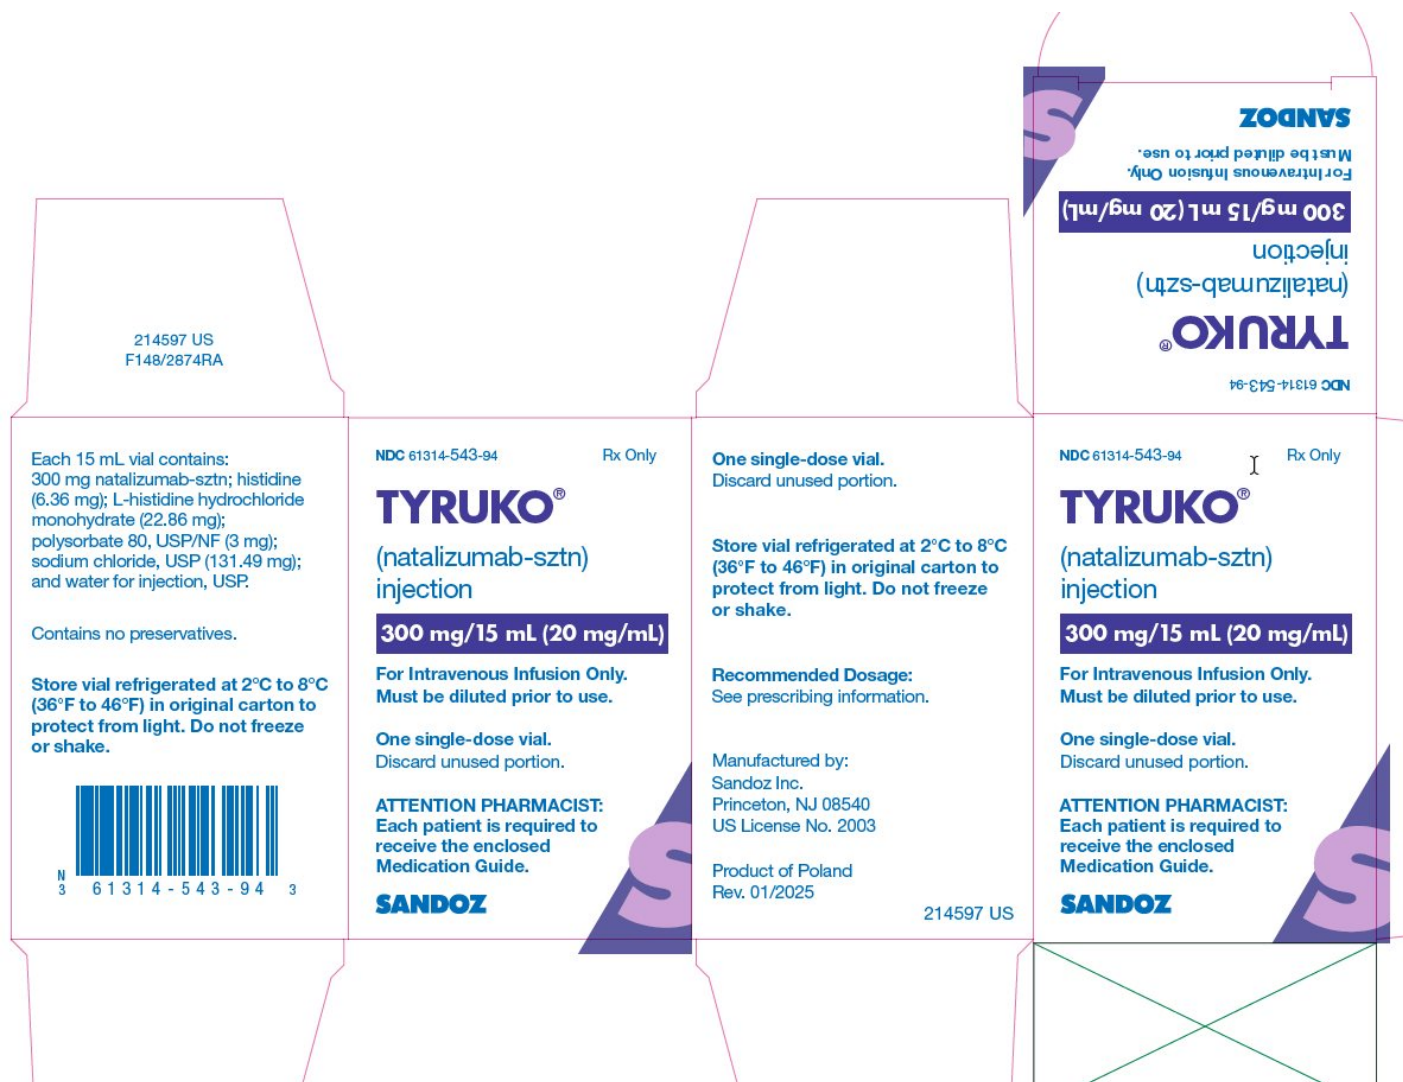 214597 US
F148/2874RA
Each 15 mL vial contains:
300 mg natalizumab-sztn; histidine
(6.36 mg); L-histidine hydrochloride
monohydrate (22.86 mg);
polysorbate 80, USP/NF (3 mg);
sodium chloride, USP (131.49 mg);
and water for injection, USP.
Contains no preservatives.
Store vial refrigerated at 2°C to 8°C
(36°F to 46°F) in original carton to
protect from light. Do not freeze
or shake.
N
3 61314-543-94 3
NDC 61314-543-94 Rx Only
TYRUKO®
(natalizumab-sztn)
injection
300 mg/15 mL (20 mg/mL)
For Intravenous Infusion Only.
Must be diluted prior to use.
One single-dose vial.
Discard unused portion.
ATTENTION PHARMACIST:
Each patient is required to
receive the enclosed
Medication Guide.
SANDOZ
S
One single-dose vial.
Discard unused portion.
Store vial refrigerated at 2°C to 8°C
(36°F to 46°F) in original carton to
protect from light. Do not freeze
or shake.
Recommended Dosage:
See prescribing information.
Manufactured by:
Sandoz Inc.
Princeton, NJ 08540
US License No. 2003
Product of Poland
Rev. 01/2025
214597 US
NDC 61314-543-94
TYRUKO®
(natalizumab-sztn)
injection
300 mg/15 mL (20 mg/mL)
For Intravenous Infusion Only.
Must be diluted prior to use.
SANDOZ
S
NDC 61314-543-94 Rx Only
TYRUKO®
(natalizumab-sztn)
injection
300 mg/15 mL (20 mg/mL)
For Intravenous Infusion Only.
Must be diluted prior to use.
One single-dose vial.
Discard unused portion.
ATTENTION PHARMACIST:
Each patient is required to
receive the enclosed
Medication Guide.
SANDOZ
S